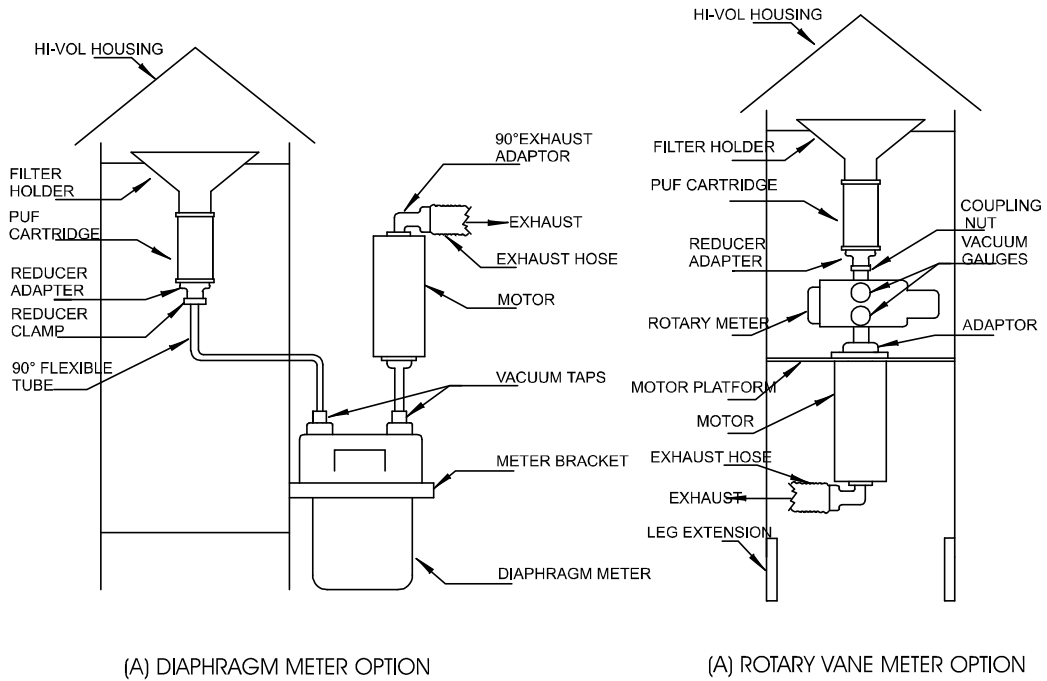 HI-VOL HOUSING
90°EXHAUST
ADAPTOR
FILTER
HOLDER
PUF
CARTRIDGE
EXHAUST
EXHAUST HOSE
REDUCER
ADAPTER
MOTOR
REDUCER
CLAMP
90° FLEXIBLE
TUBE
VACUUM TAPS
METER BRACKET
DIAPHRAGM METER
(A) DIAPHRAGM METER OPTION
HI-VOL HOUSING
FILTER HOLDER
PUF CARTRIDGE
COUPLING
NUT
REDUCER
ADAPTER
VACUUM
GAUGES
ROTARY METER
ADAPTOR
MOTOR PLATFORM
MOTOR
EXHAUST HOSE
EXHAUST
LEG EXTENSION
(A) ROTARY VANE METER OPTION